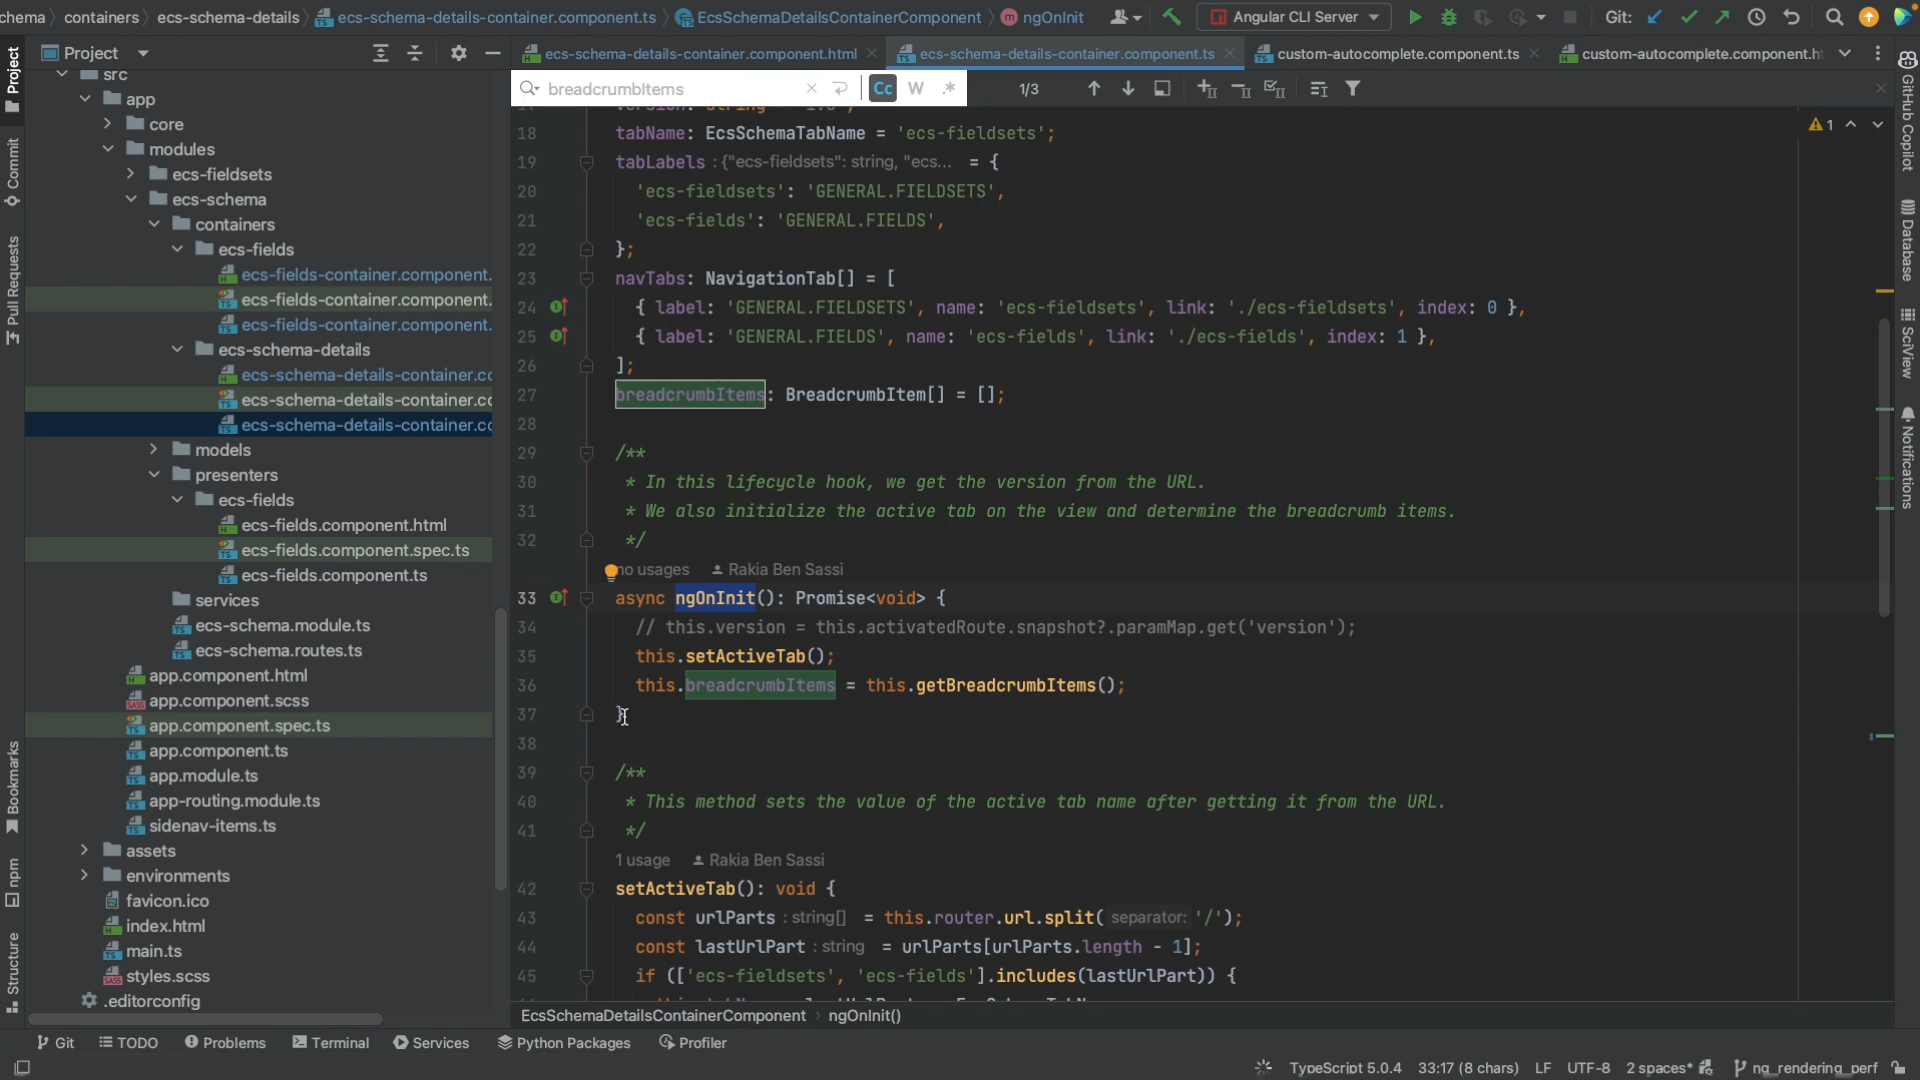 chema
containers
ecs-schema-details
ecs-schema-details-container.component.ts
EcsSchemaDetailsContainerComponent
ngOnInit
Angular CLI Server
Git:
Project
ecs-schema-details-container.component.html
ecs-schema-details-container.component.ts
custom-autocomplete.component.ts
custom-autocomplete.component.h
breadcrumbItems
Cc
W
.*
1/3
1
Project
Commit
Pull Requests
Bookmarks
npm
Structure
src
app
core
modules
ecs-fieldsets
ecs-schema
containers
ecs-fields
ecs-fields-container.component.
ecs-fields-container.component.
ecs-fields-container.component.
ecs-schema-details
ecs-schema-details-container.cc
ecs-schema-details-container.cc
ecs-schema-details-container.cc
models
presenters
ecs-fields
ecs-fields.component.html
ecs-fields.component.spec.ts
ecs-fields.component.ts
services
ecs-schema.module.ts
ecs-schema.routes.ts
app.component.html
app.component.scss
app.component.spec.ts
app.component.ts
app.module.ts
app-routing.module.ts
sidenav-items.ts
assets
environments
favicon.ico
index.html
main.ts
styles.scss
.editorconfig
18 tabName: EcsSchemaTabName = 'ecs-fieldsets';
19 tabLabels : {"ecs-fieldsets": string, "ecs... = {
20 'ecs-fieldsets': 'GENERAL.FIELDSETS',
21 'ecs-fields': 'GENERAL.FIELDS',
22 };
23 navTabs: NavigationTab[] = [
24 { label: 'GENERAL.FIELDSETS', name: 'ecs-fieldsets', link: './ecs-fieldsets', index: 0 },
25 { label: 'GENERAL.FIELDS', name: 'ecs-fields', link: './ecs-fields', index: 1 },
26 ];
27 breadcrumbItems: BreadcrumbItem[] = [];
28
29 /**
30 * In this lifecycle hook, we get the version from the URL.
31 * We also initialize the active tab on the view and determine the breadcrumb items.
32 */
no usages Rakia Ben Sassi
33 async ngOnInit(): Promise<void> {
34 // this.version = this.activatedRoute.snapshot?.paramMap.get('version');
35 this.setActiveTab();
36 this.breadcrumbItems = this.getBreadcrumbItems();
37 }
38
39 /**
40 * This method sets the value of the active tab name after getting it from the URL.
41 */
1 usage Rakia Ben Sassi
42 setActiveTab(): void {
43 const urlParts : string[] = this.router.url.split( separator: '/');
44 const lastUrlPart : string = urlParts[urlParts.length - 1];
45 if (['ecs-fieldsets', 'ecs-fields'].includes(lastUrlPart)) {
EcsSchemaDetailsContainerComponent
ngOnInit()
GitHub Copilot
Database
SciView
Notifications
Git
TODO
Problems
Terminal
Services
Python Packages
Profiler
TypeScript 5.0.4
33:17 (8 chars)
LF
UTF-8
2 spaces*
ng_rendering_perf